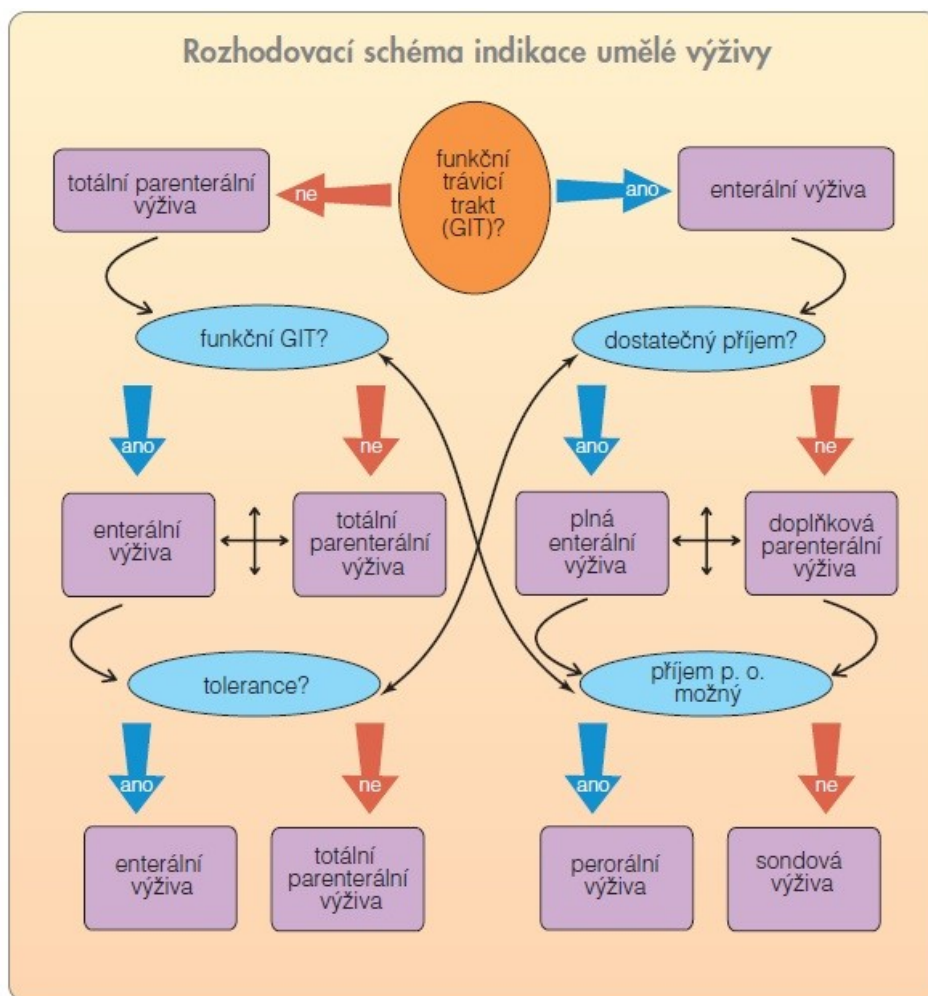 Rozhodovací schéma indikace umělé výživy
totální parenterální
výživa
ne
funkční
trávicí
trakt
(GIT)?
ano
enterální výživa
funkční GIT?
dostatečný příjem?
ano
ne
ano
ne
enterální
výživa
totální
parenterální
výživa
plná
enterální
výživa
doplňková
parenterální
výživa
tolerance?
příjem p. o.
možný
ano
ne
ano
ne
enterální
výživa
totální
parenterální
výživa
perorální
výživa
sondová
výživa